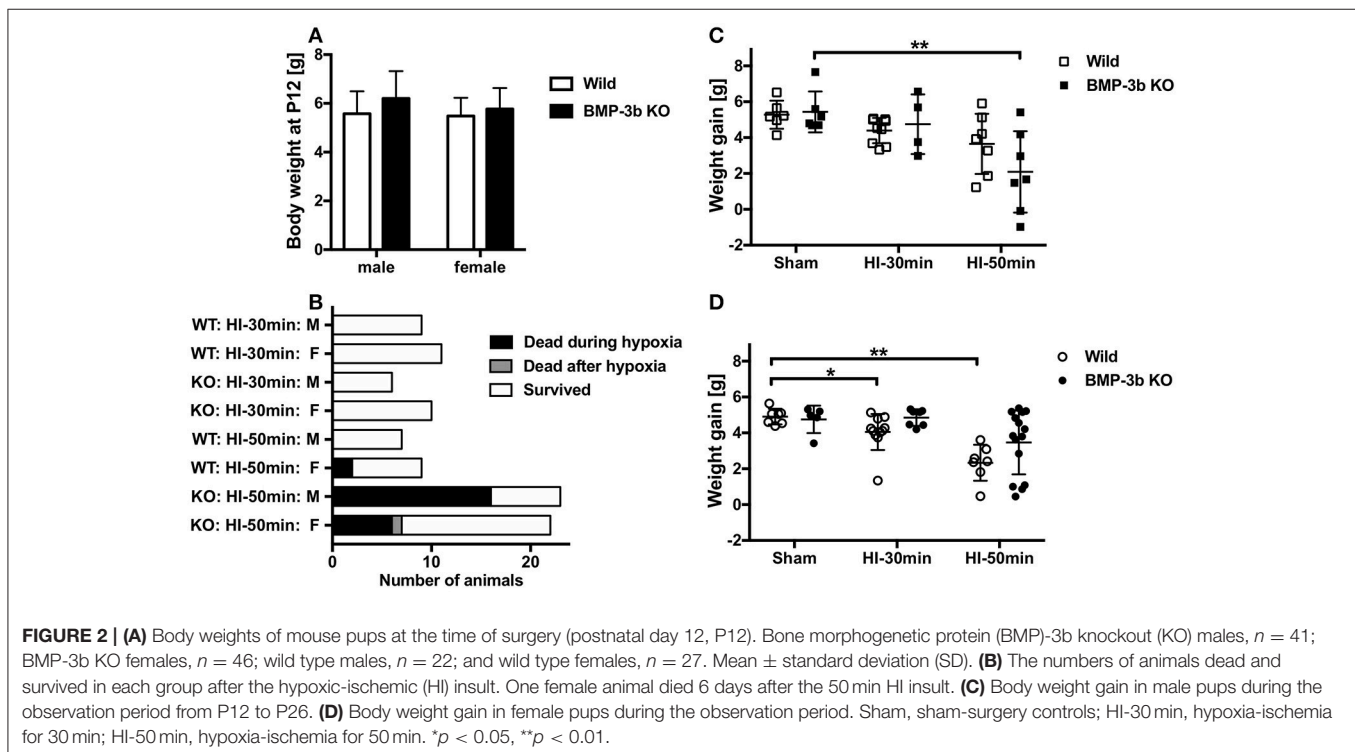 A
Body weight at P12 [g]
8
6
4
2
0
male
female
Wild
BMP-3b KO
B
WT: HI-30min: M
WT: HI-30min: F
KO: HI-30min: M
KO: HI-30min: F
WT: HI-50min: M
WT: HI-50min: F
KO: HI-50min: M
KO: HI-50min: F
0
10
20
Number of animals
Dead during hypoxia
Dead after hypoxia
Survived
C
**
Weight gain [g]
8
6
4
2
0
-2
Sham
HI-30min
HI-50min
Wild
BMP-3b KO
D
**
*
Weight gain [g]
8
6
4
2
0
-2
Sham
HI-30min
HI-50min
Wild
BMP-3b KO
FIGURE 2 | (A) Body weights of mouse pups at the time of surgery (postnatal day 12, P12). Bone morphogenetic protein (BMP)-3b knockout (KO) males, n = 41;
BMP-3b KO females, n = 46; wild type males, n = 22; and wild type females, n = 27. Mean ± standard deviation (SD). (B) The numbers of animals dead and
survived in each group after the hypoxic-ischemic (HI) insult. One female animal died 6 days after the 50 min HI insult. (C) Body weight gain in male pups during the
observation period from P12 to P26. (D) Body weight gain in female pups during the observation period. Sham, sham-surgery controls; HI-30 min, hypoxia-ischemia
for 30 min; HI-50 min, hypoxia-ischemia for 50 min. *p < 0.05, **p < 0.01.